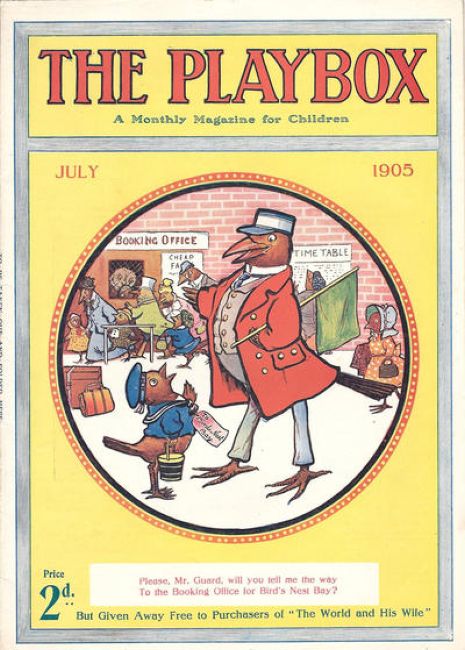 THE PLAYBOX
A Monthly Magazine for Children
JULY
1905
BOOKING OFFICE
CHEAP
TIME TABLE
Price
2d.
Please, Mr. Guard, will you tell me the way
To the Booking Office for Bird's Nest Bay?
But Given Away Free to Purchasers of "The World and His Wife"